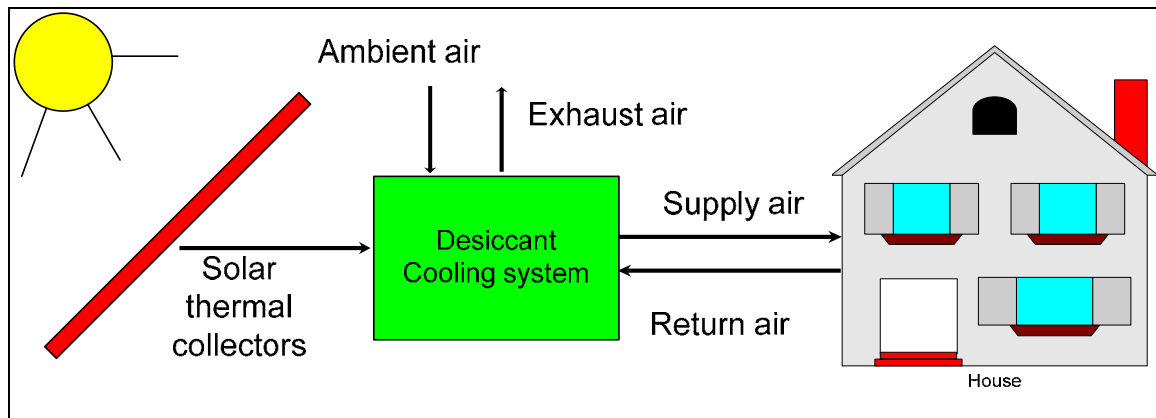 Ambient air
Exhaust air
Supply air
Desiccant
Cooling system
Solar
thermal
collectors
Return air
House